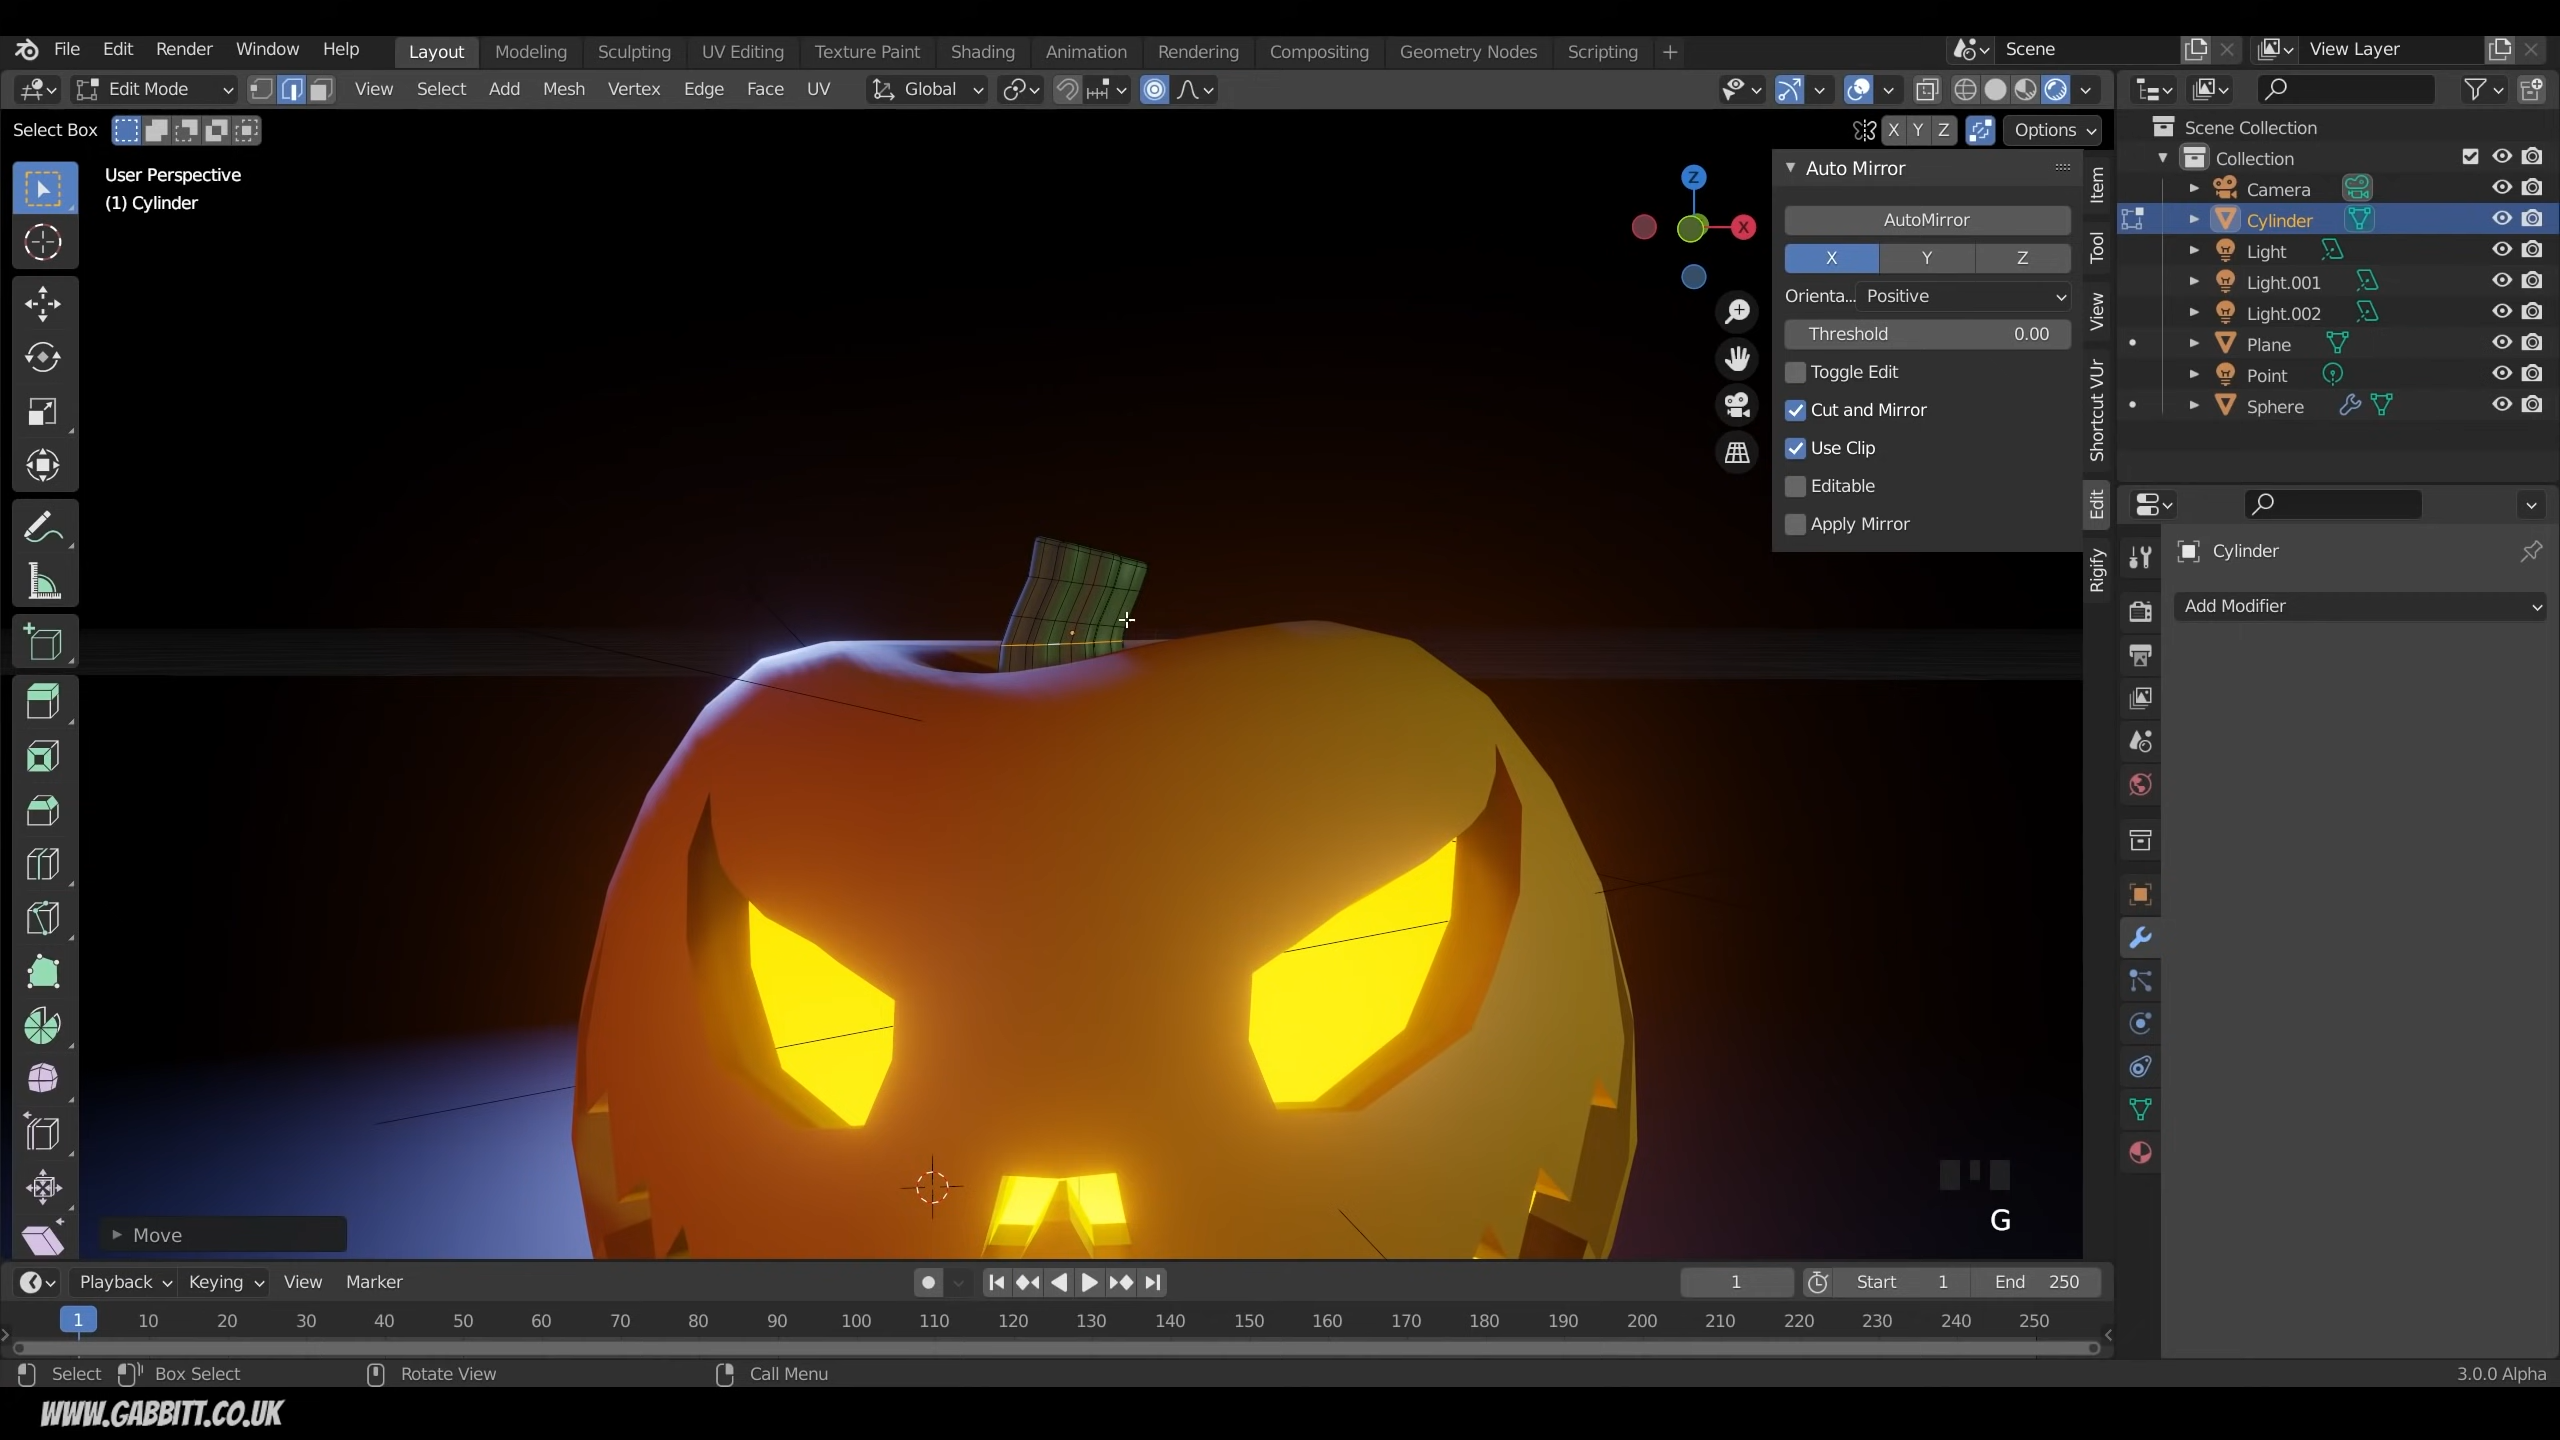 File Edit Render Window Help Layout Modeling Sculpting UV Editing Texture Paint Shading Animation Rendering Compositing Geometry Nodes Scripting + Scene View Layer
Edit Mode View Select Add Mesh Vertex Edge Face UV Global
Select Box X Y Z Options
User Perspective
(1) Cylinder
Z
X
Auto Mirror
AutoMirror
X Y Z
Orienta... Positive
Threshold 0.00
Toggle Edit
Cut and Mirror
Use Clip
Editable
Apply Mirror
Item
Tool
View
Shortcut VUr
Edit
Rigify
Scene Collection
Collection
Camera
Cylinder
Light
Light.001
Light.002
Plane
Point
Sphere
Cylinder
Add Modifier
G
Move
Playback Keying View Marker 1 Start 1 End 250
1 10 20 30 40 50 60 70 80 90 100 110 120 130 140 150 160 170 180 190 200 210 220 230 240 250
Select Box Select Rotate View Call Menu 3.0.0 Alpha
WWW.GABBITT.CO.UK